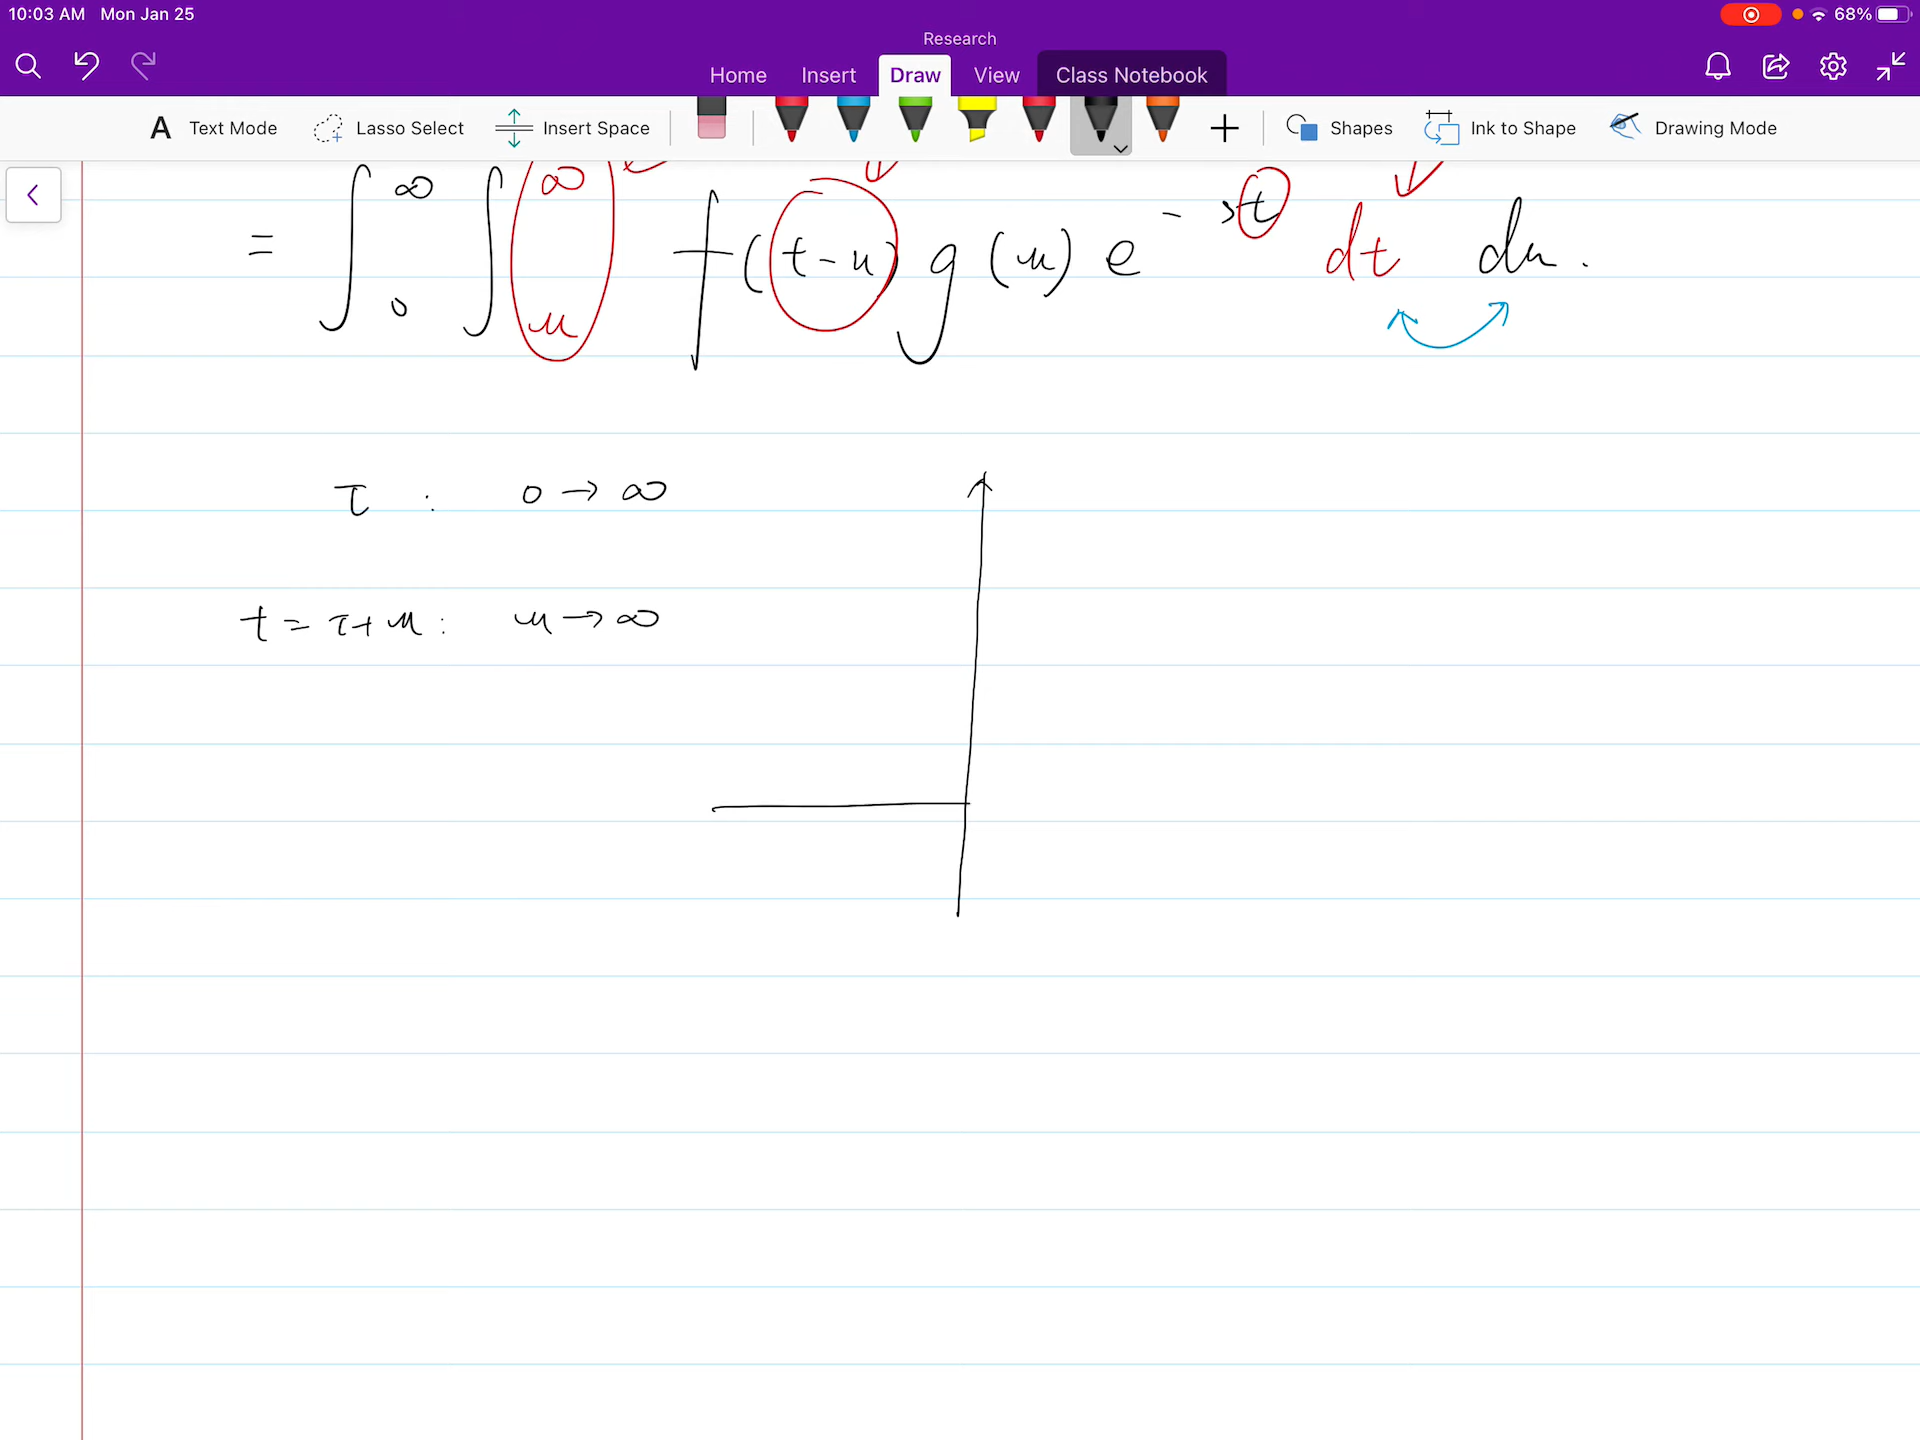 10:03 AM Mon Jan 25
68%
Research
Home Insert Draw View Class Notebook
A Text Mode Lasso Select Insert Space Shapes Ink to Shape Drawing Mode
= ∫₀^∞ ∫ᵤ^∞ f(t-u) g(u) e^{-st} dt du.
τ : 0 → ∞
t = τ+u : u → ∞